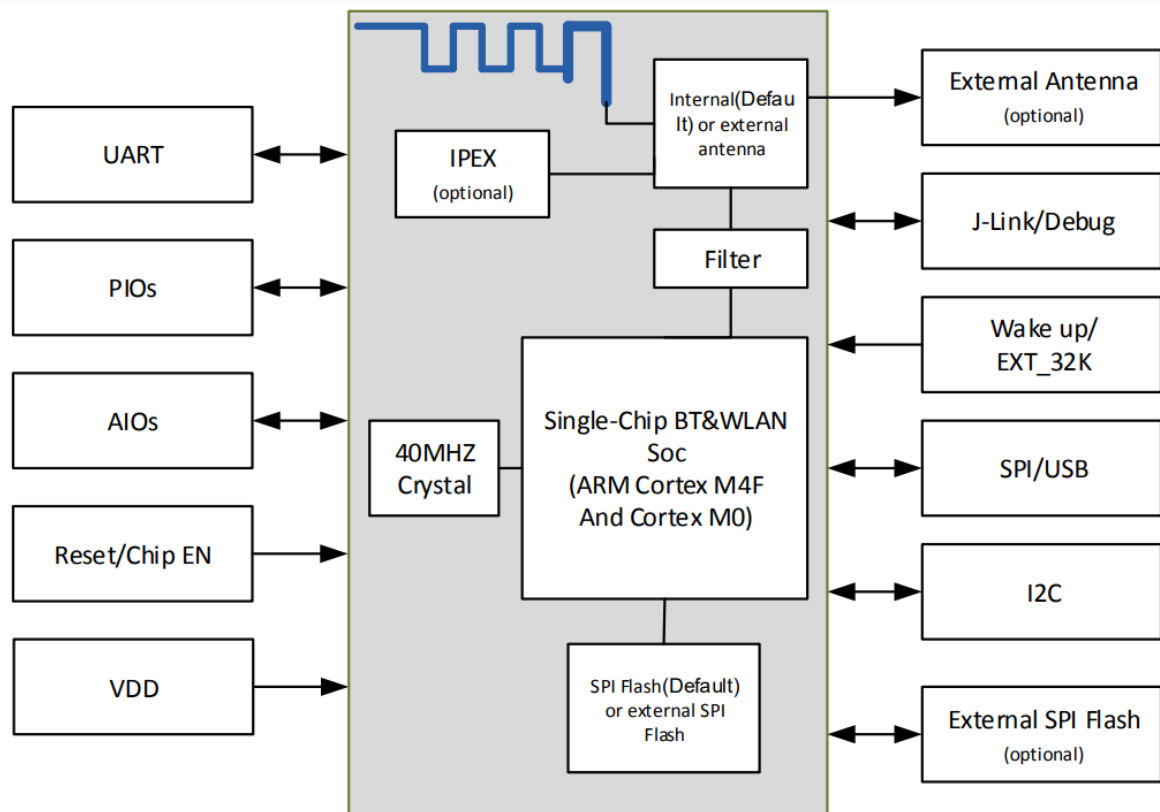 UART
PIOs
AIOs
Reset/Chip EN
VDD
Internal(Defau
lt) or external
antenna
IPEX
(optional)
Filter
40MHZ
Crystal
Single-Chip BT&WLAN
Soc
(ARM Cortex M4F
And Cortex M0)
SPI Flash(Default)
or external SPI
Flash
External Antenna
(optional)
J-Link/Debug
Wake up/
EXT_32K
SPI/USB
I2C
External SPI Flash
(optional)